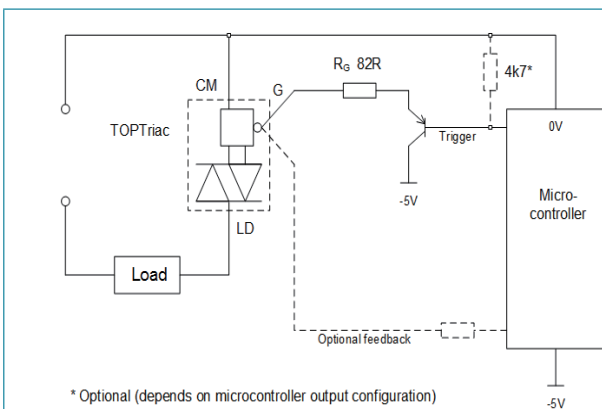 R_G 82R
4k7*
CM
G
TOPTriac
0V
Trigger
-5V
Micro-
controller
LD
Load
Optional feedback
* Optional (depends on microcontroller output configuration)
-5V